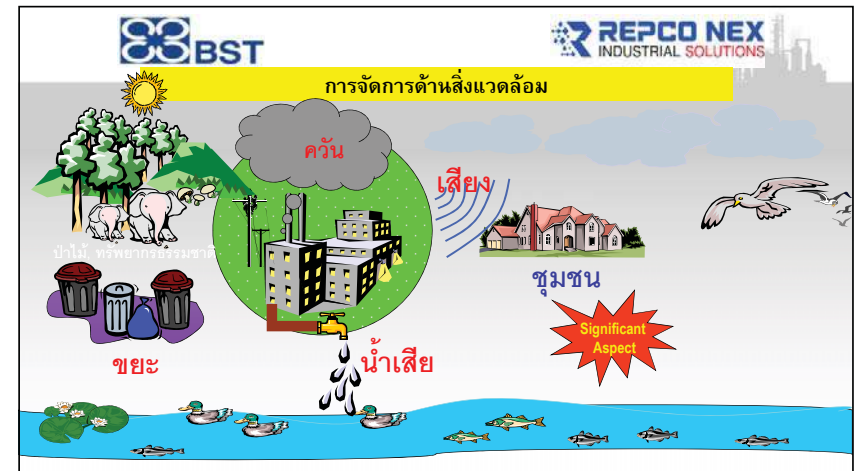 BST
REPCO NEX
INDUSTRIAL SOLUTIONS
การจัดการด้านสิ่งแวดล้อม
ควัน
เสียง
ป่าไม้, ทรัพยากรธรรมชาติ
ชุมชน
Significant
Aspect
ขยะ
น้ำเสีย